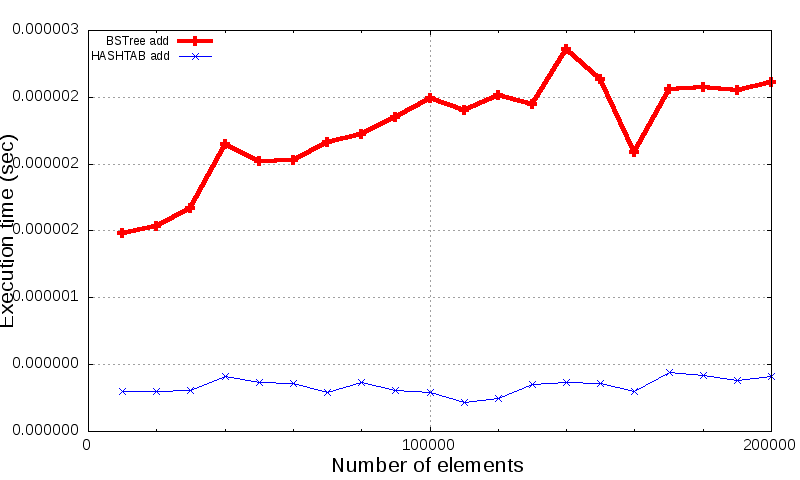 0.000003
BSTree add
HASHTAB add
0.000002
0.000002
0.000002
0.000001
0.000000
0.000000
Execution time (sec)
0
100000
200000
Number of elements